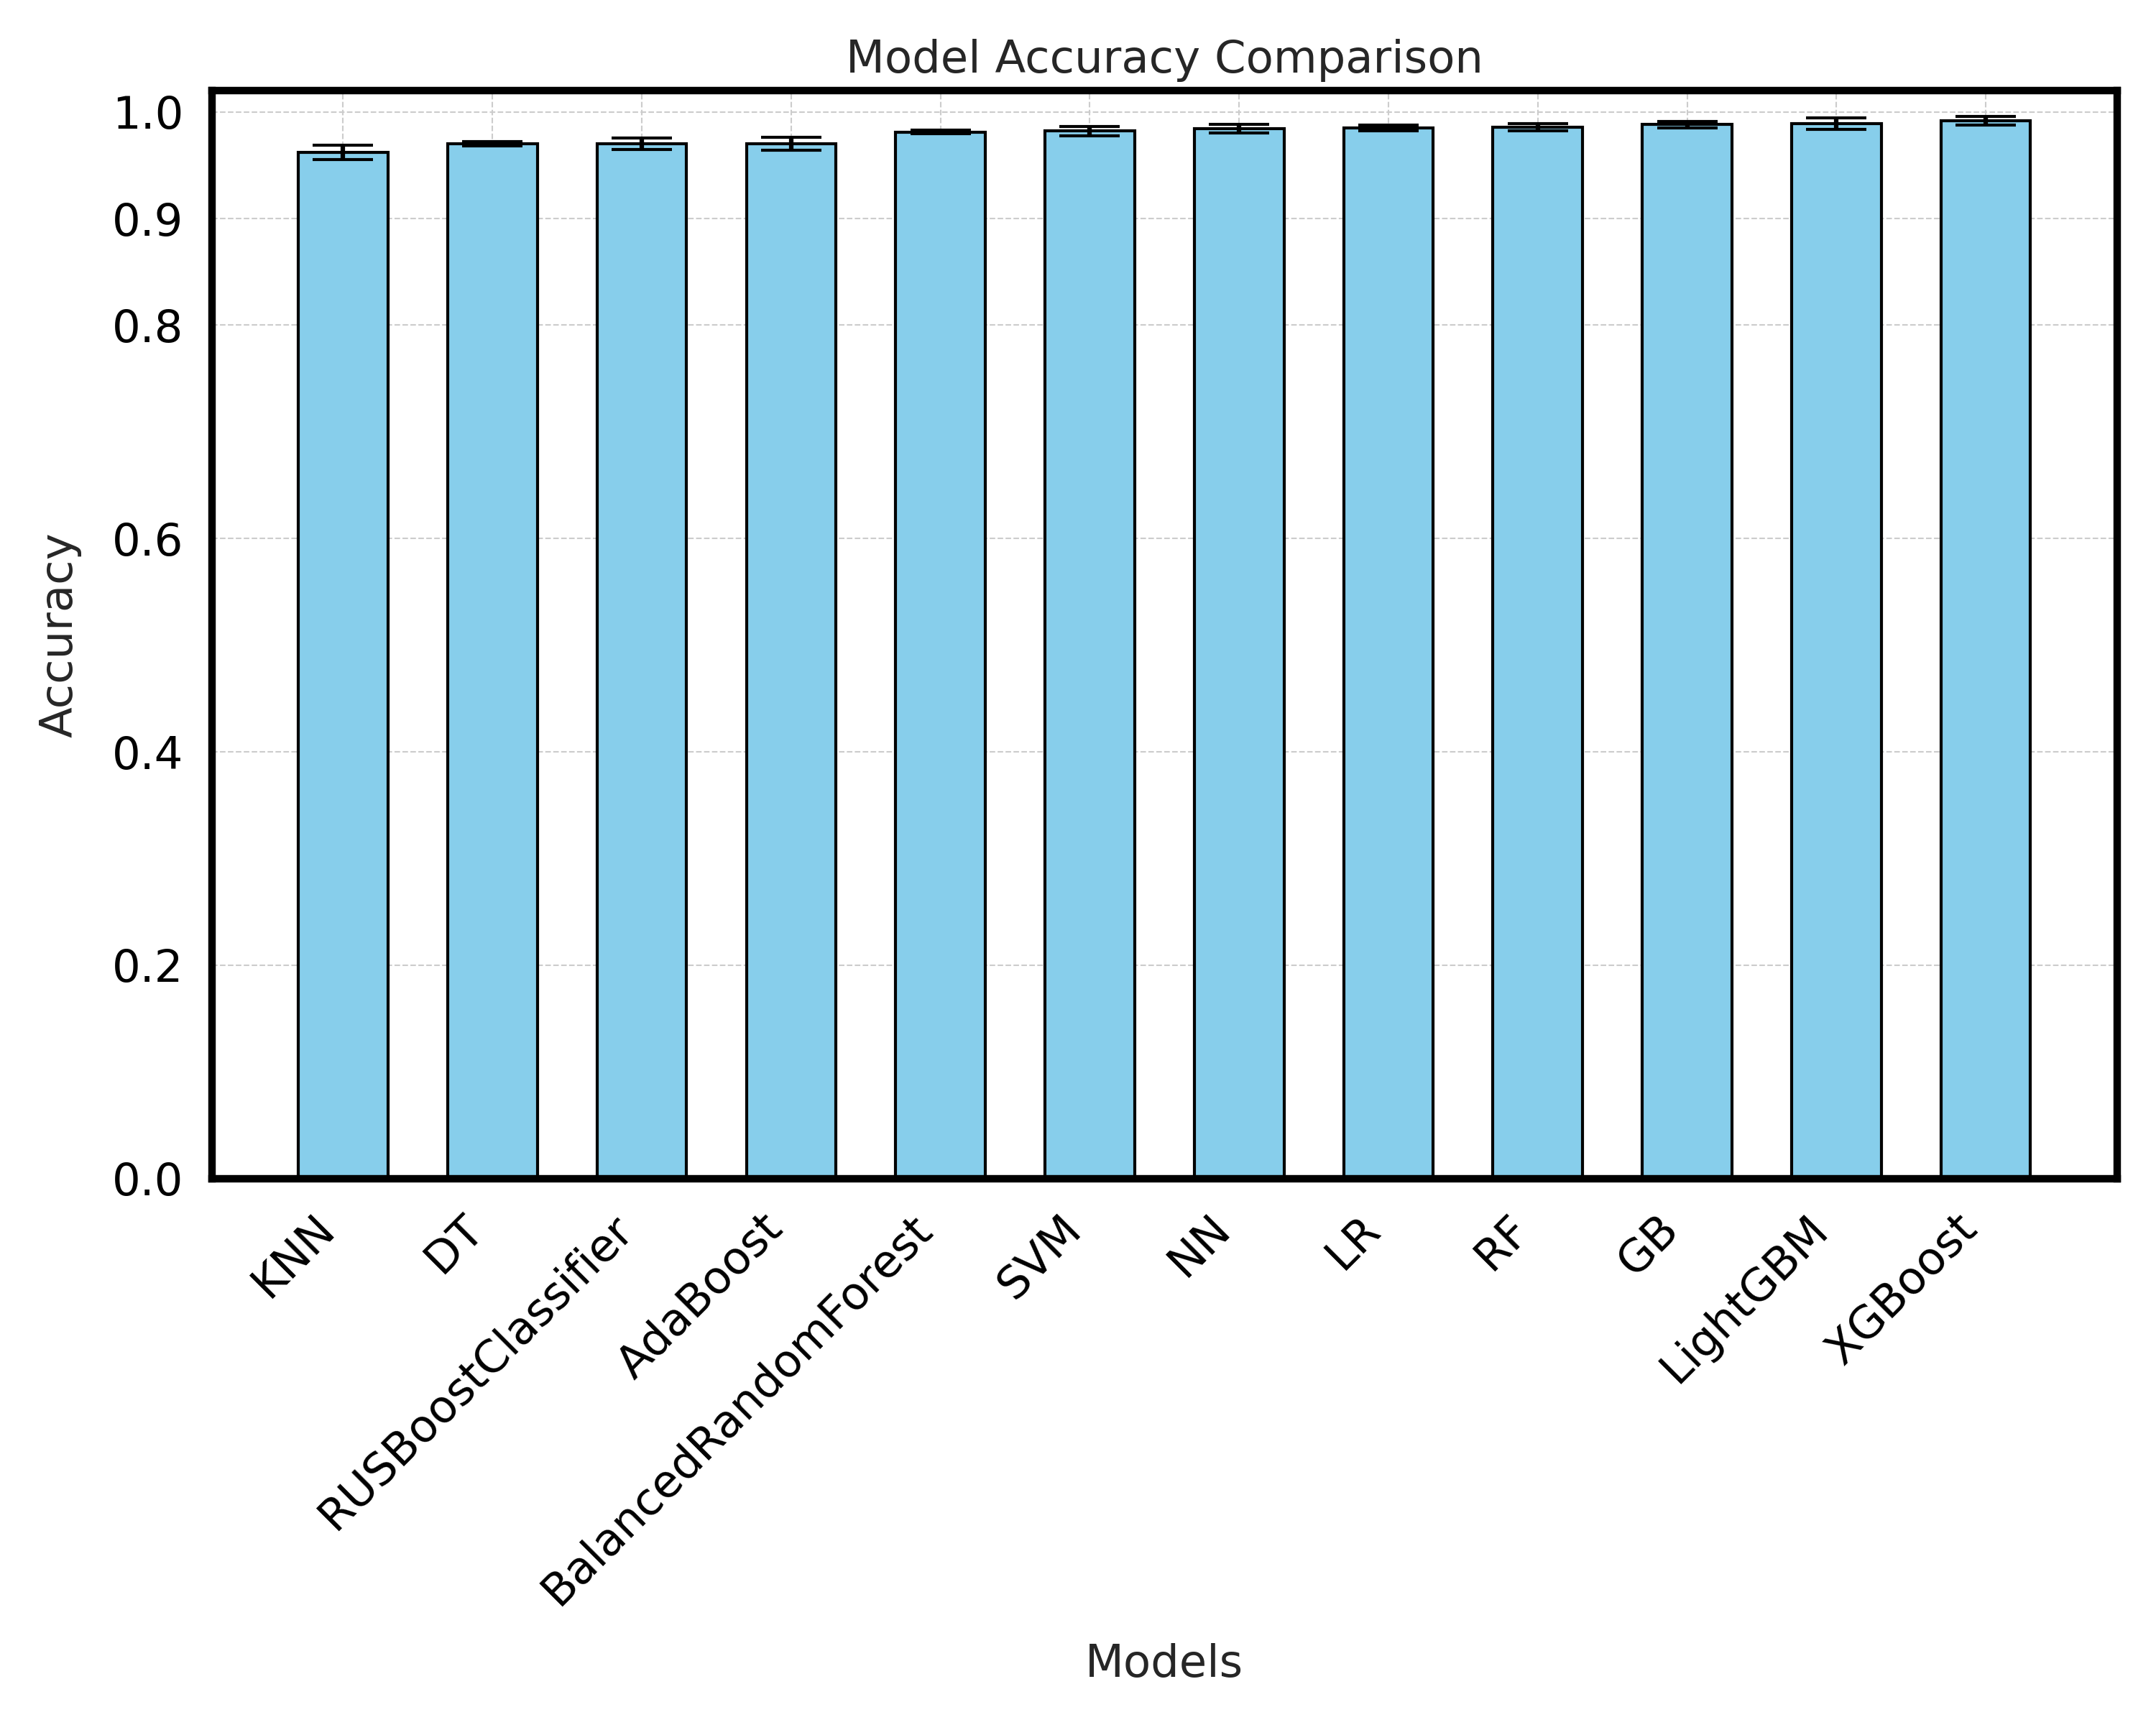 Model Accuracy Comparison
1.0
0.9
0.8
0.6
0.4
0.2
0.0
Accuracy
KNN
DT
RUSBoostClassifier
AdaBoost
BalancedRandomForest
SVM
NN
LR
RF
GB
LightGBM
XGBoost
Models